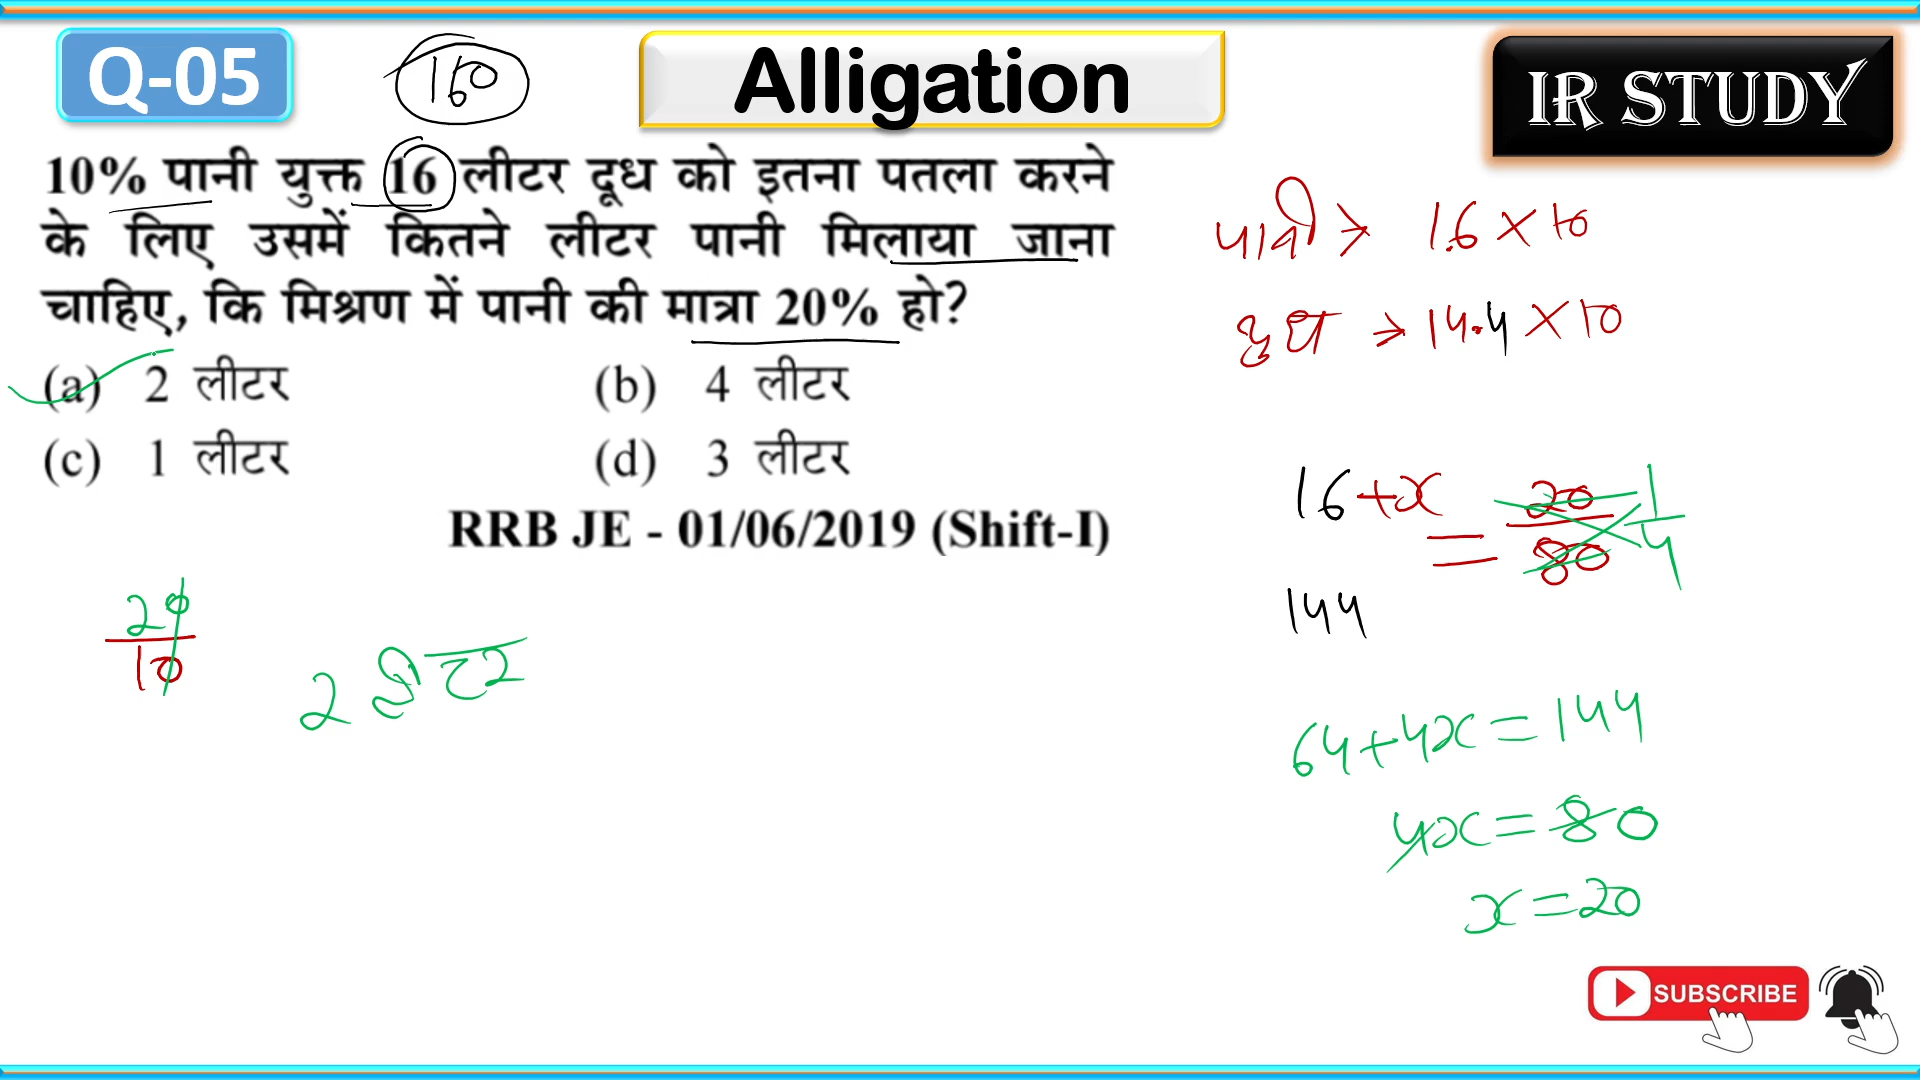 Q-05
160
Alligation
IR STUDY
10% पानी युक्त 16 लीटर दूध को इतना पतला करने
के लिए उसमें कितने लीटर पानी मिलाया जाना
चाहिए, कि मिश्रण में पानी की मात्रा 20% हो?
(a) 2 लीटर (b) 4 लीटर
(c) 1 लीटर (d) 3 लीटर
RRB JE - 01/06/2019 (Shift-I)
20
10
2 लीटर
पानी → 1.6 × 10
दूध → 14.4 × 10
16+x = 20 1
80 4
144
64+4x=144
4x=80
x=20
SUBSCRIBE